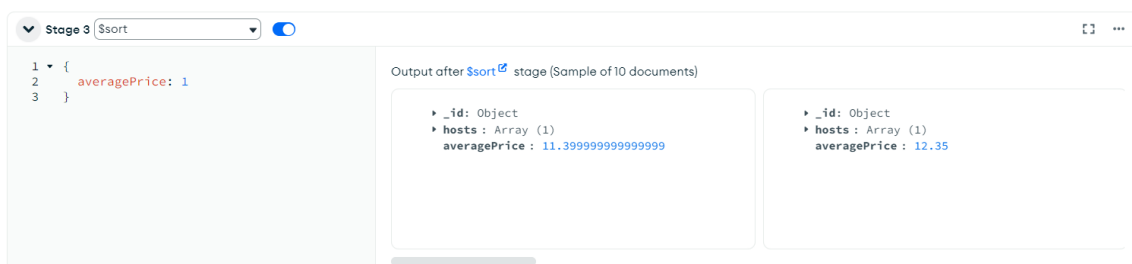 Stage 3 $sort
1 {
2 averagePrice: 1
3 }
Output after $sort stage (Sample of 10 documents)
_id: Object
hosts : Array (1)
averagePrice : 11.399999999999999
_id: Object
hosts : Array (1)
averagePrice : 12.35